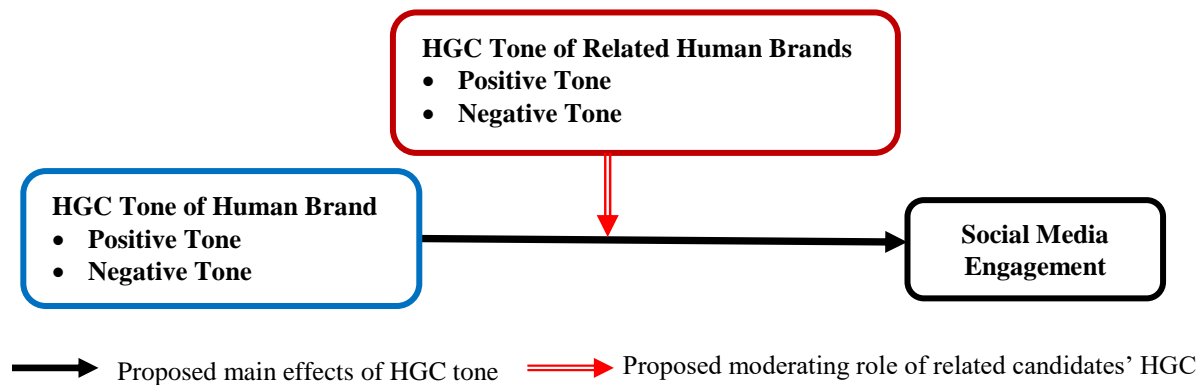 HGC Tone of Related Human Brands
• Positive Tone
• Negative Tone
HGC Tone of Human Brand
• Positive Tone
• Negative Tone
Social Media
Engagement
Proposed main effects of HGC tone
Proposed moderating role of related candidates’ HGC